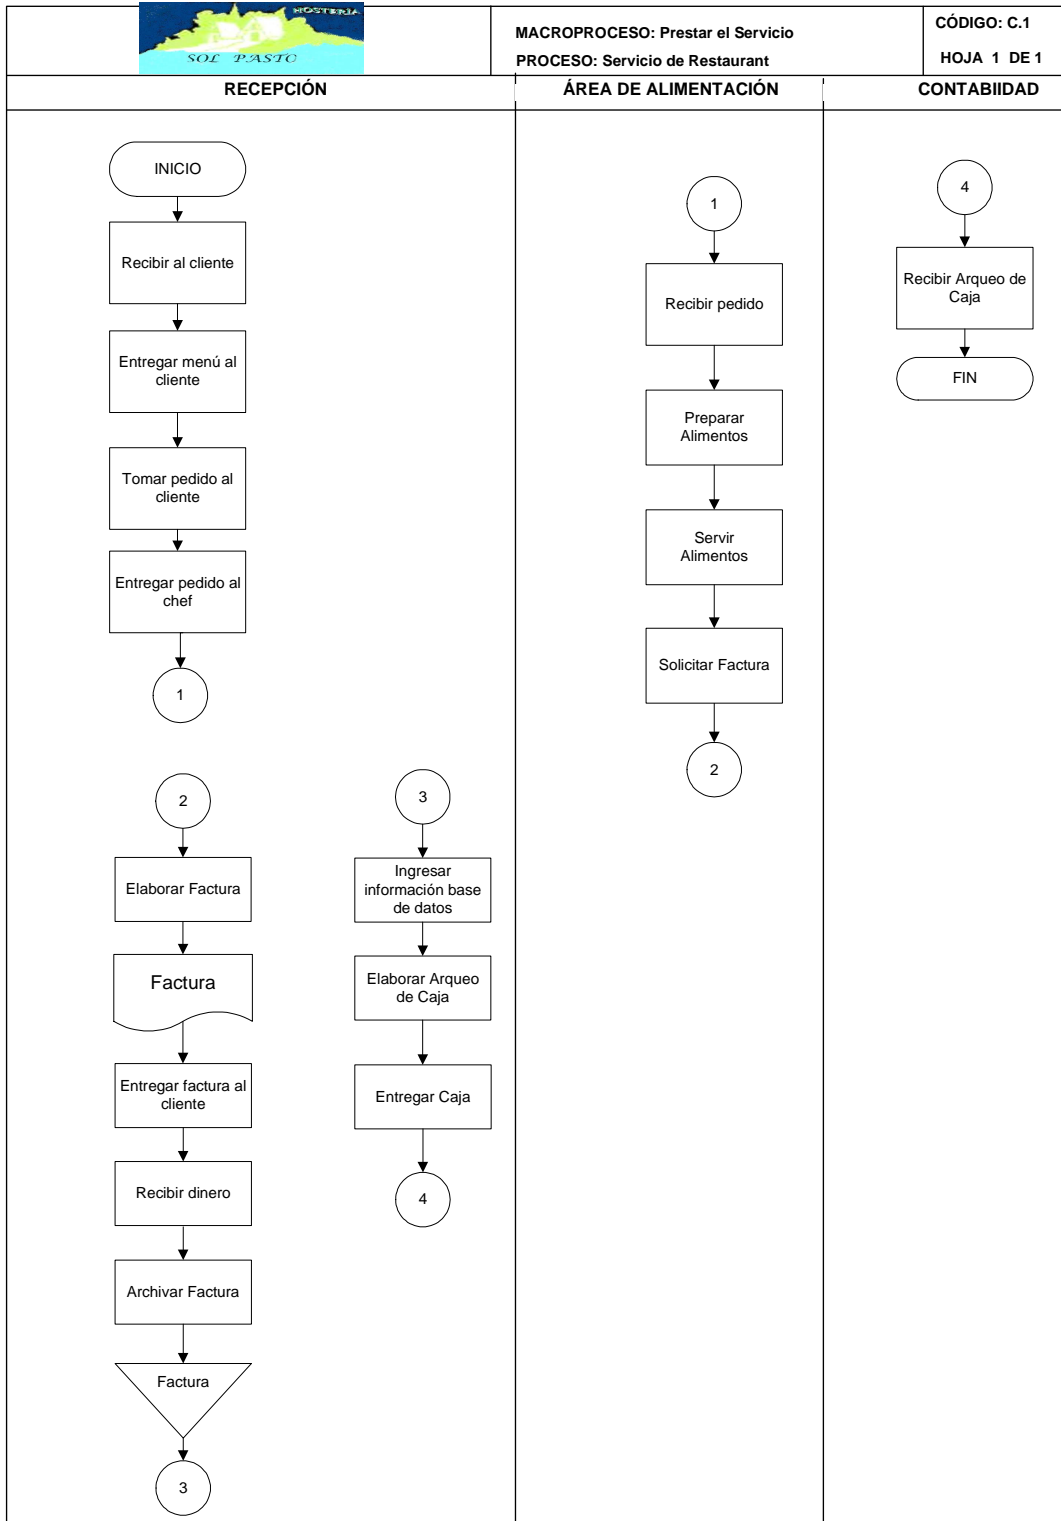 HOSTERIA
SOL PASTO
MACROPROCESO: Prestar el Servicio
PROCESO: Servicio de Restaurant
CÓDIGO: C.1
HOJA 1 DE 1
RECEPCIÓN
ÁREA DE ALIMENTACIÓN
CONTABIIDAD
INICIO
Recibir al cliente
Entregar menú al
cliente
Tomar pedido al
cliente
Entregar pedido al
chef
1
2
Elaborar Factura
Factura
Entregar factura al
cliente
Recibir dinero
Archivar Factura
Factura
3
3
Ingresar
información base
de datos
Elaborar Arqueo
de Caja
Entregar Caja
4
1
Recibir pedido
Preparar
Alimentos
Servir
Alimentos
Solicitar Factura
2
4
Recibir Arqueo de
Caja
FIN